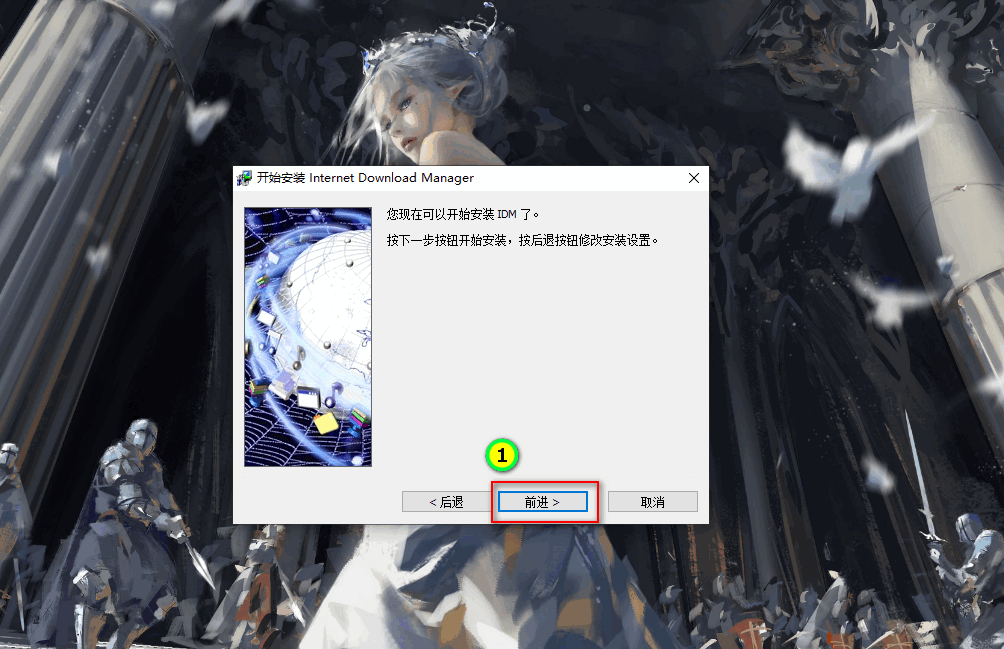 开始安装 Internet Download Manager
您现在可以开始安装 IDM 了。
按下一步按钮开始安装，按后退按钮修改安装设置。
1
< 后退
前进 >
取消